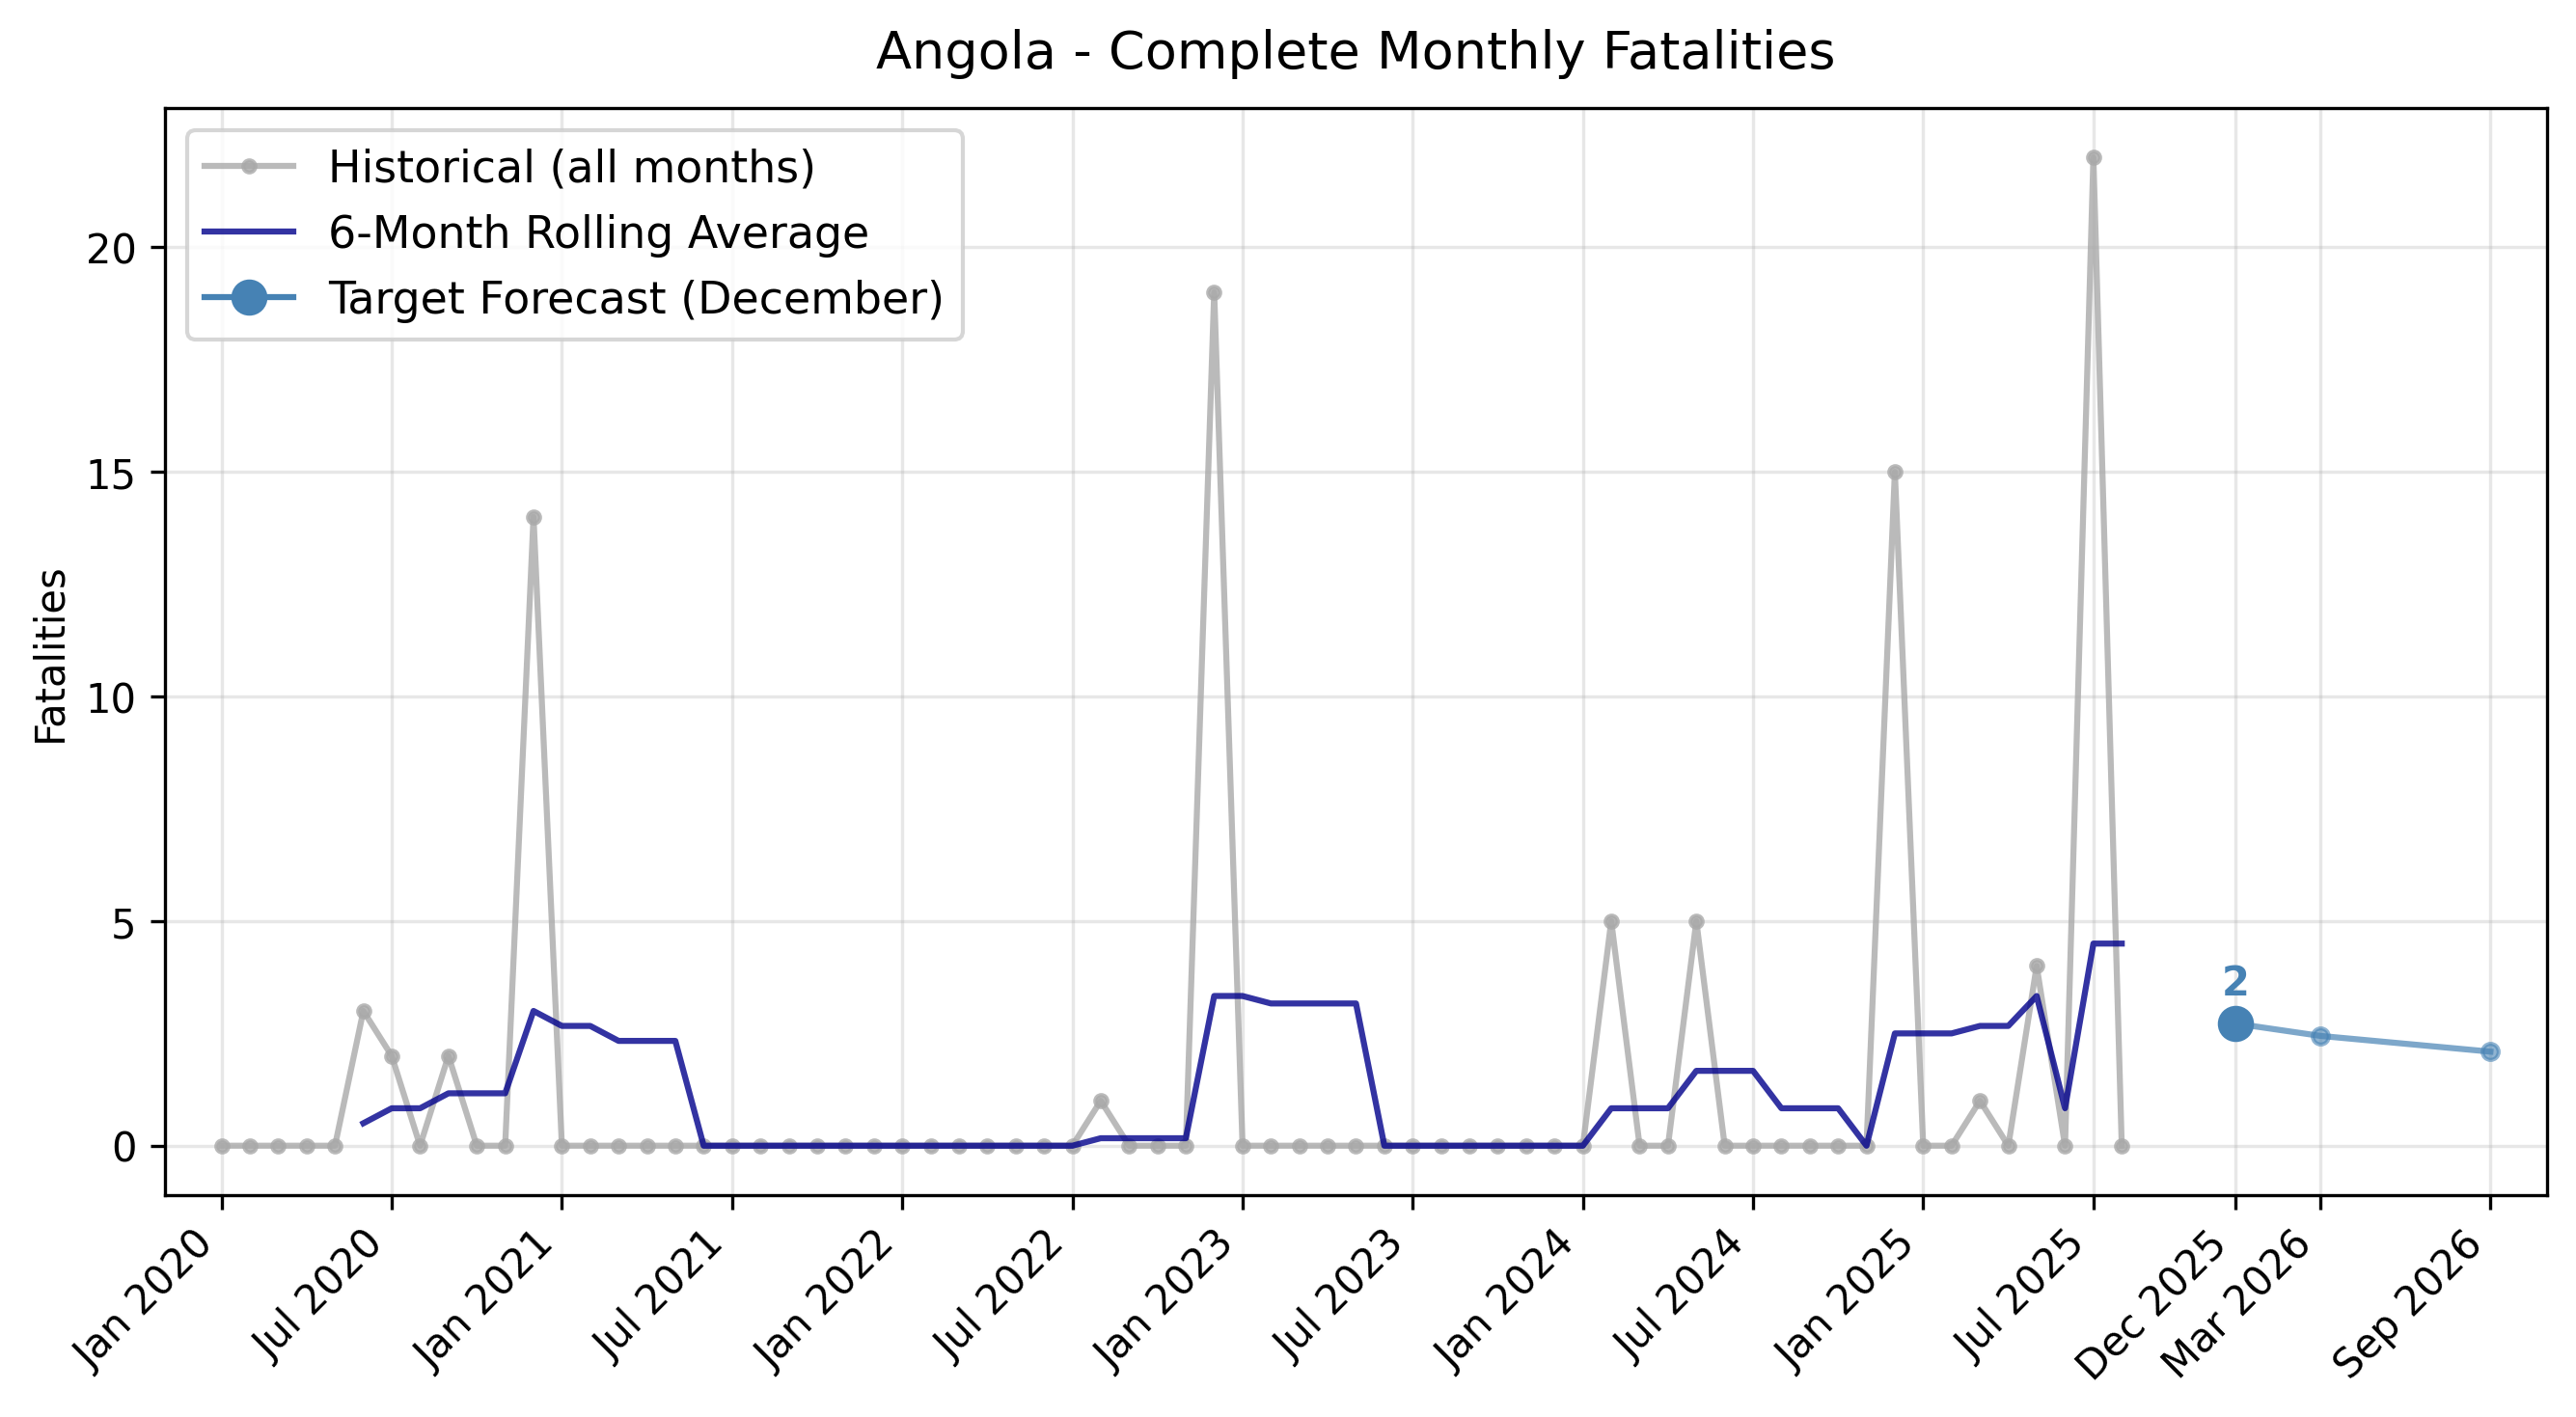 Angola - Complete Monthly Fatalities
Historical (all months)
6-Month Rolling Average
Target Forecast (December)
Fatalities
20
15
10
5
0
2
Jan 2020
Jul 2020
Jan 2021
Jul 2021
Jan 2022
Jul 2022
Jan 2023
Jul 2023
Jan 2024
Jul 2024
Jan 2025
Jul 2025
Dec 2025
Mar 2026
Sep 2026